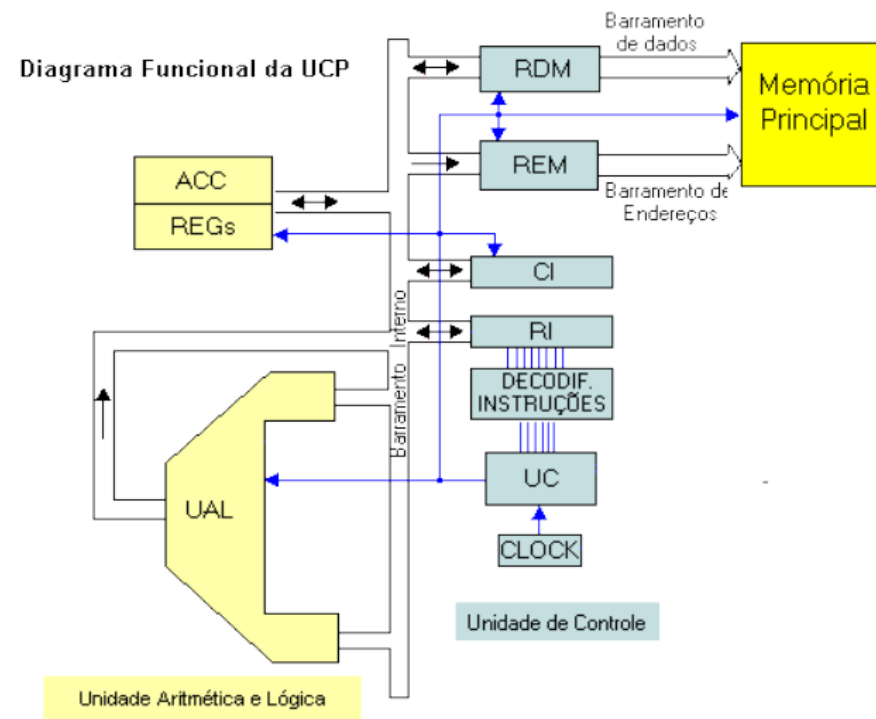 Diagrama Funcional da UCP
Barramento
de dados
RDM
Memória
Principal
REM
Barramento de
Endereços
ACC
REGs
CI
RI
Barramento Interno
DECODIF.
INSTRUÇÕES
UAL
UC
CLOCK
Unidade de Controle
Unidade Aritmética e Lógica